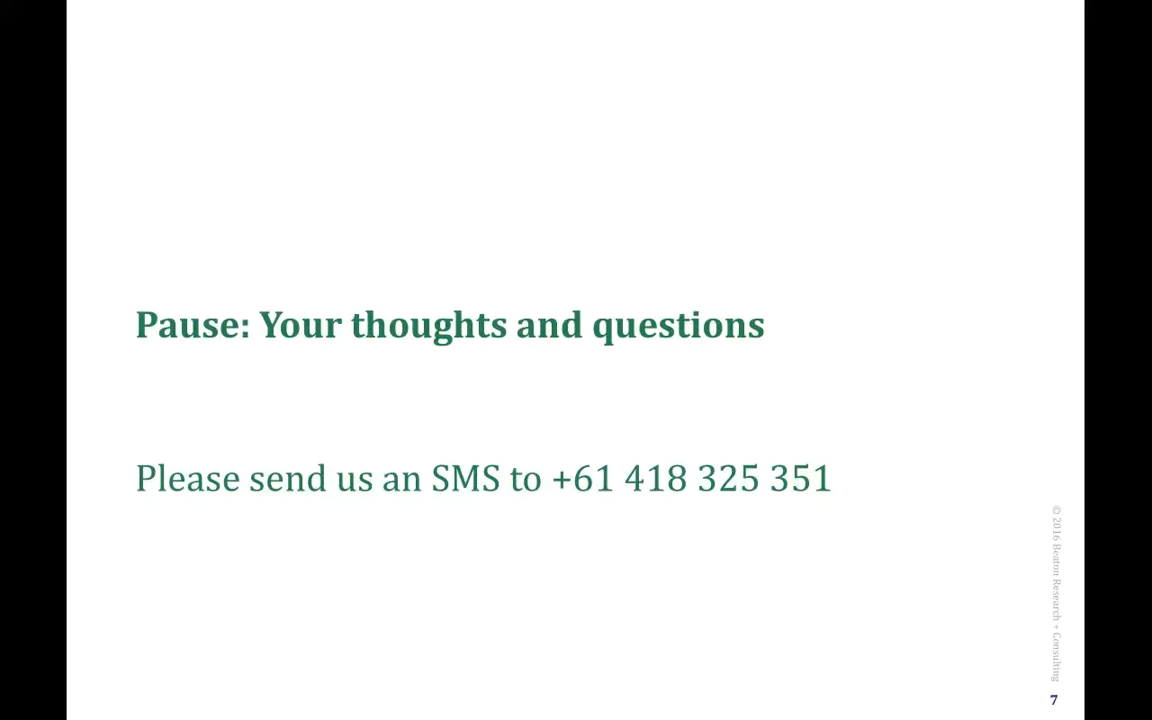 Pause: Your thoughts and questions
Please send us an SMS to +61 418 325 351
© 2016 Beaton Research + Consulting
7